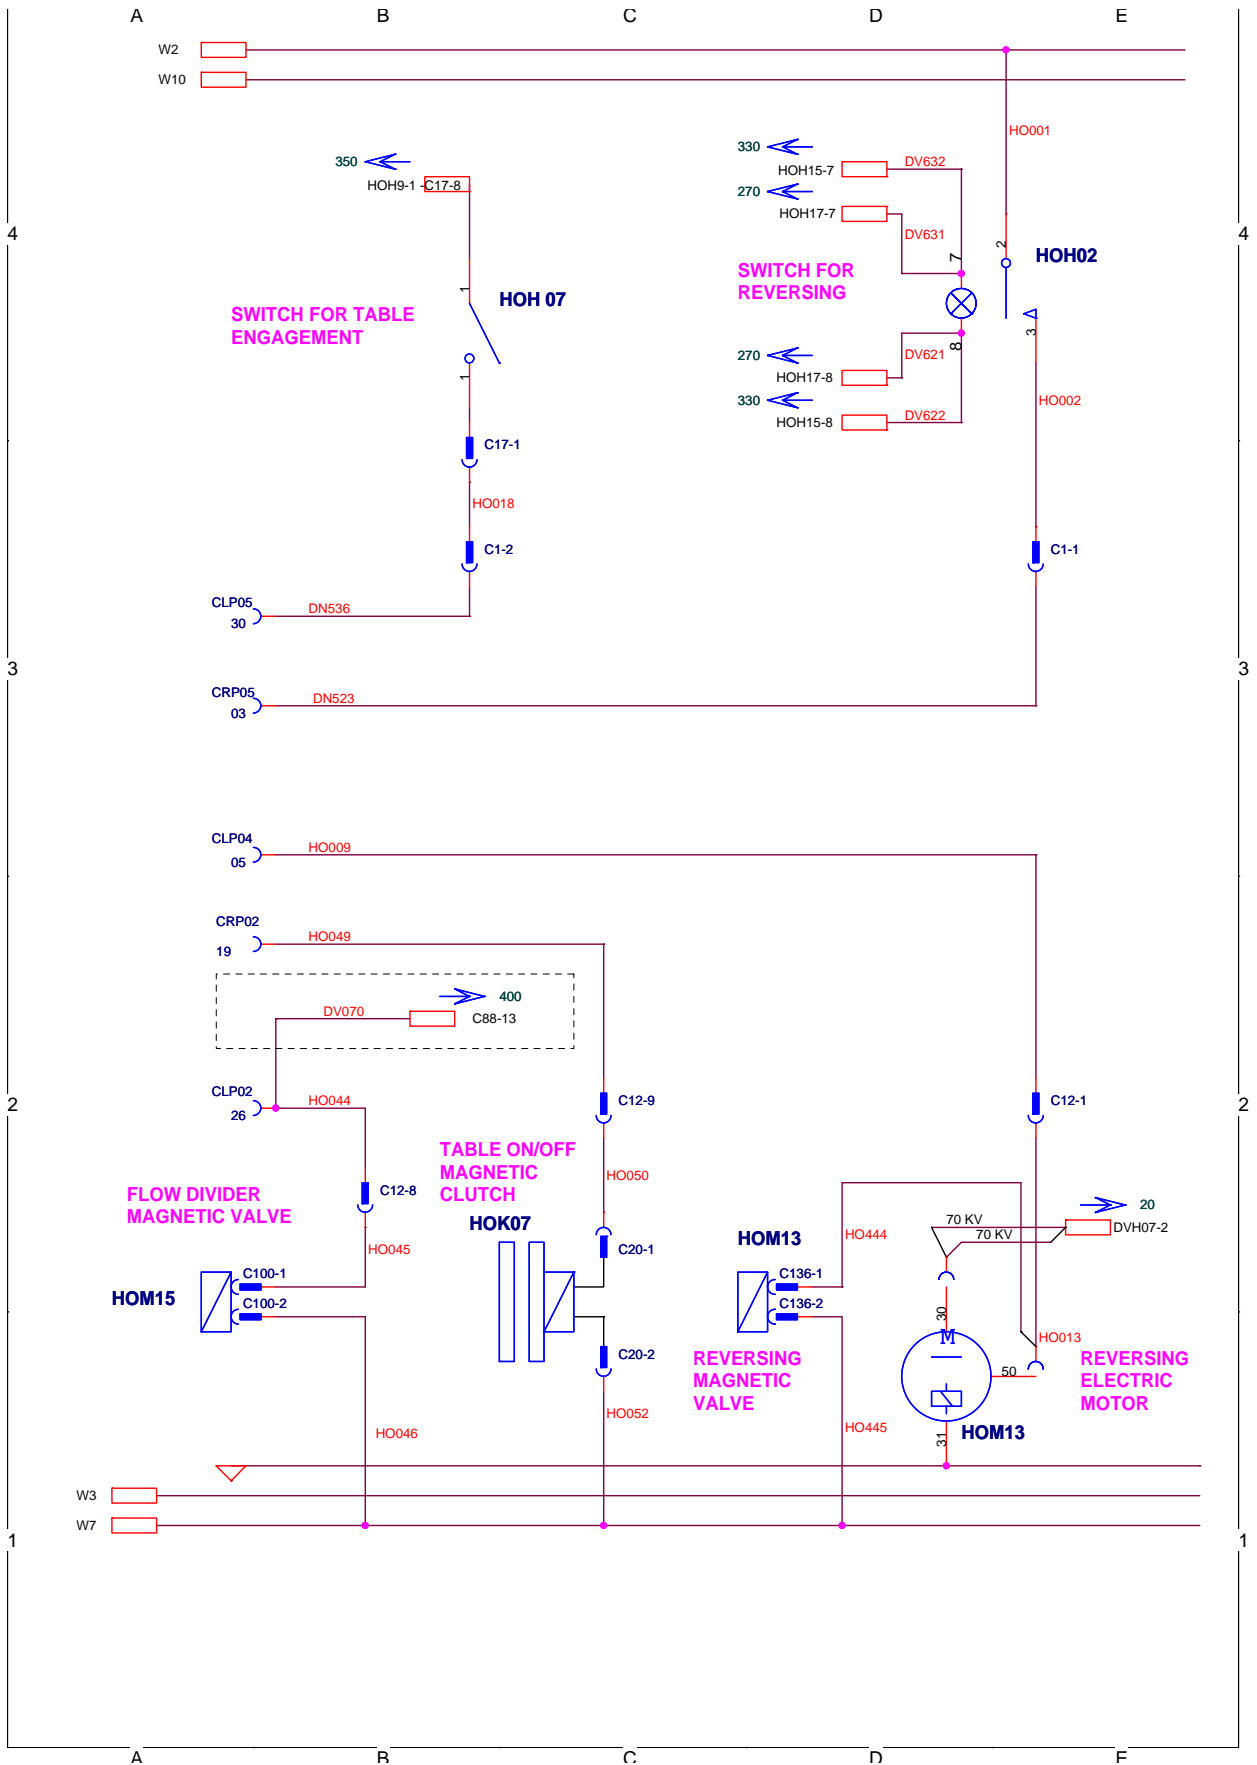 A B C D E
W2
W10
HO001
330
350
HOH15-7
DV632
HOH9-1 -C17-8
270
HOH17-7
4
DV631
4
2
HOH02
7
SWITCH FOR
REVERSING
HOH 07
1
SWITCH FOR TABLE
ENGAGEMENT
3
8
270
DV621
HOH17-8
1
330
HO002
HOH15-8
DV622
C17-1
HO018
C1-2
C1-1
CLP05
30
DN536
3
3
CRP05
03
DN523
CLP04
05
HO009
CRP02
19
HO049
400
DV070
C88-13
CLP02
26
HO044
2
C12-9
C12-1
2
TABLE ON/OFF
MAGNETIC
CLUTCH
HO050
C12-8
FLOW DIVIDER
MAGNETIC VALVE
20
HOK07
70 KV
DVH07-2
70 KV
HO444
HOM13
HO045
C20-1
C100-1
C136-1
HOM15
C100-2
C136-2
30
M
HO013
C20-2
REVERSING
MAGNETIC
VALVE
50
REVERSING
ELECTRIC
MOTOR
HO052
HO046
HO445
31
HOM13
W3
W7
1
1
A B C D E